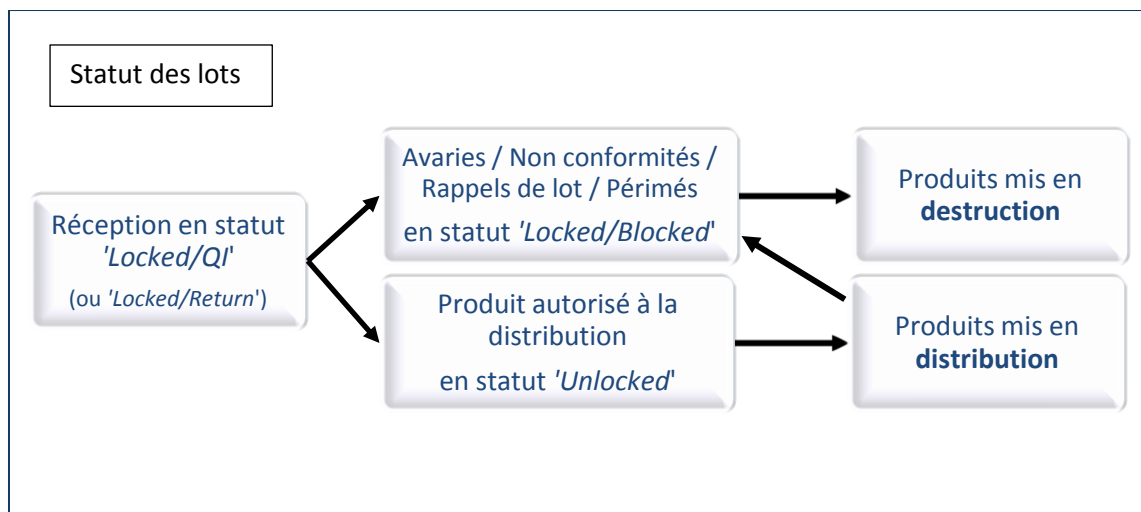 Statut des lots
Réception en statut
'Locked/QI'
(ou 'Locked/Return')
Avaries / Non conformités /
Rappels de lot / Périmés
en statut 'Locked/Blocked'
Produit autorisé à la
distribution
en statut 'Unlocked'
Produits mis en
destruction
Produits mis en
distribution